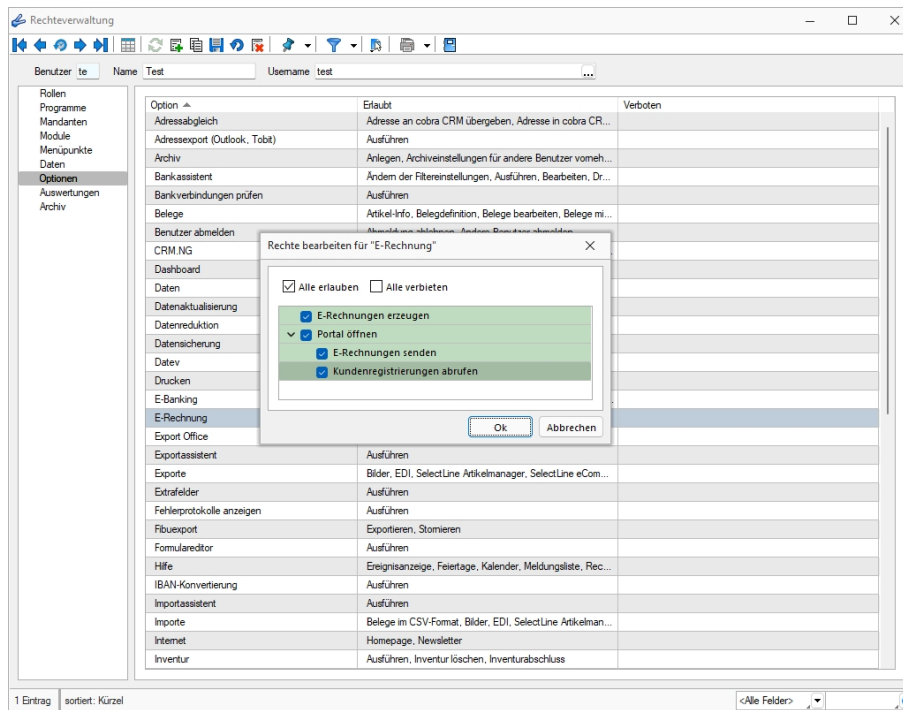 Rechteverwaltung
Benutzer te Name Test Username test ...
Rollen
Programme
Mandanten
Module
Menüpunkte
Daten
Optionen
Auswertungen
Archiv
Option Erlaubt Verboten
Adressabgleich Adresse an cobra CRM übergeben, Adresse in cobra CR...
Adressexport (Outlook, Tobit) Ausführen
Archiv Anlegen, Archiveinstellungen für andere Benutzer vorneh...
Bankassistent Ändern der Filtereinstellungen, Ausführen, Bearbeiten, Dr...
Bankverbindungen prüfen Ausführen
Belege Artikel-Info, Belegdefinition, Belege bearbeiten, Belege mi...
Benutzer abmelden Abmeldung ablehnen, Andere Benutzer abmelden
CRM.NG
Dashboard
Daten
Datenaktualisierung
Datenreduktion
Datensicherung
Datev
Drucken
E-Banking
E-Rechnung
Export Office
Rechte bearbeiten für "E-Rechnung"
Alle erlauben Alle verbieten
E-Rechnungen erzeugen
Portal öffnen
E-Rechnungen senden
Kundenregistrierungen abrufen
Ok Abbrechen
Exportassistent Ausführen
Exporte Bilder, EDI, SelectLine Artikelmanager, SelectLine eCom...
Extrafelder Ausführen
Fehlerprotokolle anzeigen Ausführen
Fibuexport Exportieren, Stornieren
Formulareditor Ausführen
Hilfe Ereignisanzeige, Feiertage, Kalender, Meldungsliste, Rec...
IBAN-Konvertierung Ausführen
Importassistent Ausführen
Importe Belege im CSV-Format, Bilder, EDI, SelectLine Artikelman...
Internet Homepage, Newsletter
Inventur Ausführen, Inventur löschen, Inventurabschluss
1 Eintrag sortiert: Kürzel <Alle Felder>